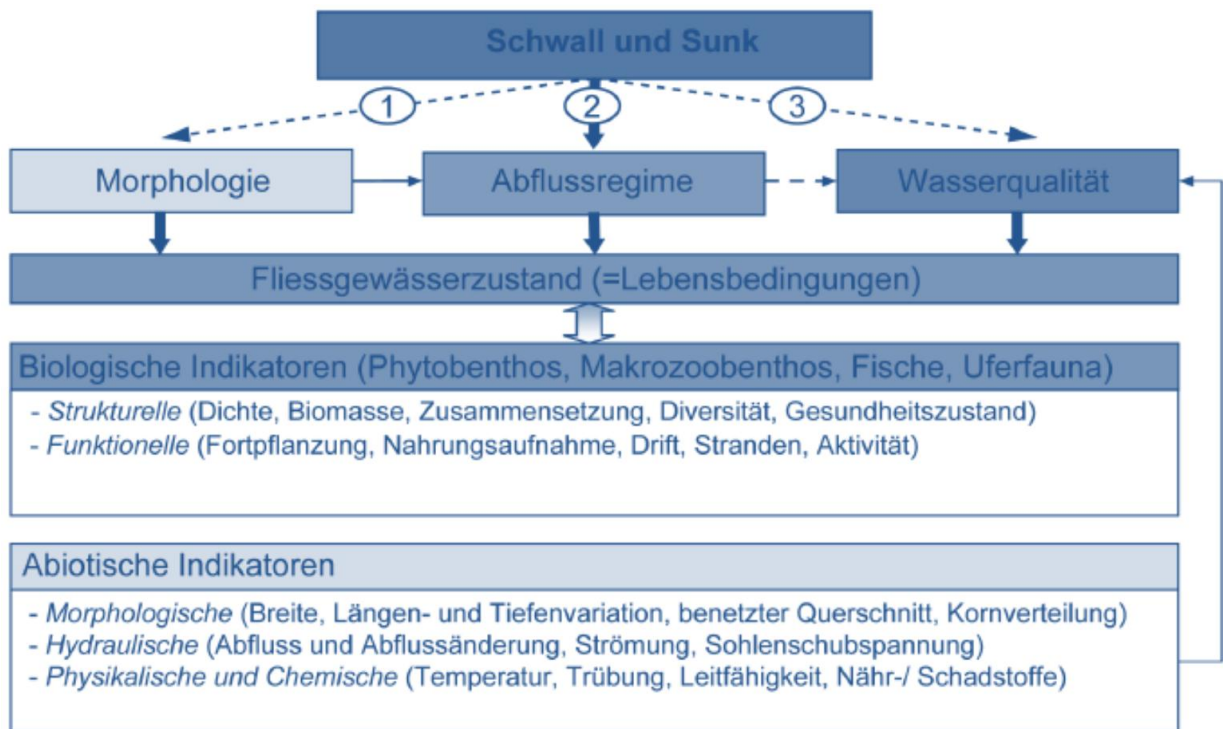 Schwall und Sunk
1
2
3
Morphologie
Abflussregime
Wasserqualität
Fliessgewässerzustand (=Lebensbedingungen)
Biologische Indikatoren (Phytobenthos, Makrozoobenthos, Fische, Uferfauna)
- Strukturelle (Dichte, Biomasse, Zusammensetzung, Diversität, Gesundheitszustand)
- Funktionelle (Fortpflanzung, Nahrungsaufnahme, Drift, Stranden, Aktivität)
Abiotische Indikatoren
- Morphologische (Breite, Längen- und Tiefenvariation, benetzter Querschnitt, Kornverteilung)
- Hydraulische (Abfluss und Abflussänderung, Strömung, Sohlenschubspannung)
- Physikalische und Chemische (Temperatur, Trübung, Leitfähigkeit, Nähr-/ Schadstoffe)